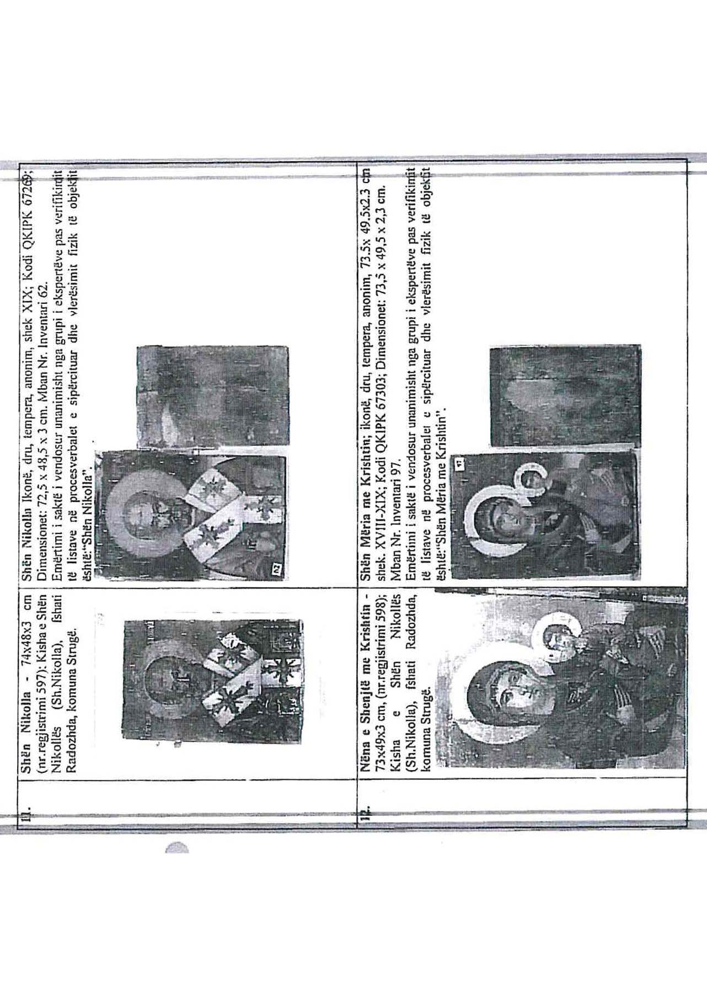 11.
Shën Nikolla - 74x48x3 cm
(nr.regjistrimi 597): Kisha e Shën
Nikollës (Sh.Nikolla), fshati
Radozhda, komuna Strugë.
Shën Nikolla Ikonë, dru, tempera, anonim, shek XIX; Kodi QKIPK 67269;
Dimensionet: 72,5 x 48,5 x 3 cm. Mban Nr. Inventari 62.
Emërtimi i saktë i vendosur unanimisht nga grupi i ekspertëve pas verifikimit
të listave në procesverbalet e sipërcituar dhe vlerësimit fizik të objektit
është:“Shën Nikolla”.
62
12.
Nëna e Shenjtë me Krishtin -
73x49x3 cm, (nr.regjistrimi 598);
Kisha e Shën Nikollës
(Sh.Nikolla), fshati Radozhda,
komuna Strugë.
Shën Mëria me Krishtin; ikonë, dru, tempera, anonim, 73.5x 49.5x2.3 cm
shek. XVIII-XIX; Kodi QKIPK 67303; Dimensionet: 73,5 x 49,5 x 2,3 cm.
Mban Nr. Inventari 97.
Emërtimi i saktë i vendosur unanimisht nga grupi i ekspertëve pas verifikimit
të listave në procesverbalet e sipërcituar dhe vlerësimit fizik të objektit
është:“Shën Mëria me Krishtin”.
97